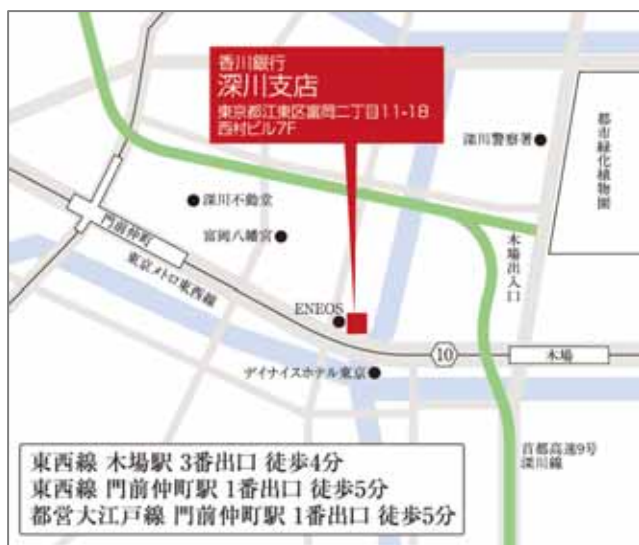 香川銀行
深川支店
東京都江東区富岡二丁目11-18
西村ビル7F
深川警察署
都市緑化植物園
深川不動堂
富岡八幡宮
門前仲町
東京メトロ東西線
木場出入口
ENEOS
10
木場
デイナイスホテル東京
首都高速9号
深川線
東西線 木場駅 3番出口 徒歩4分
東西線 門前仲町駅 1番出口 徒歩5分
都営大江戸線 門前仲町駅 1番出口 徒歩5分